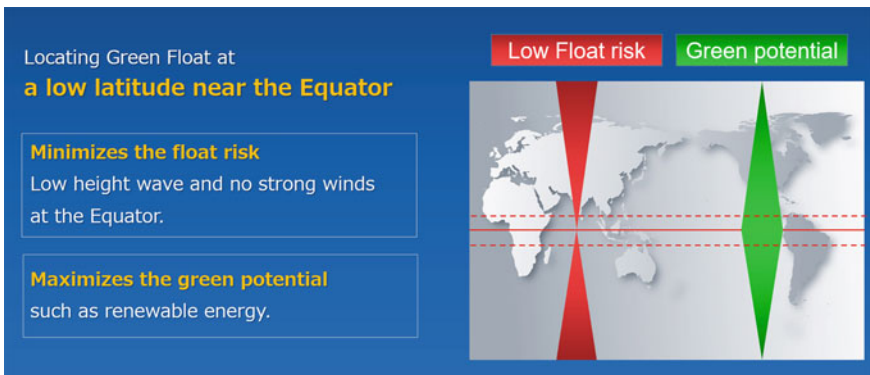 Locating Green Float at
a low latitude near the Equator
Minimizes the float risk
Low height wave and no strong winds
at the Equator.
Maximizes the green potential
such as renewable energy.
Low Float risk
Green potential